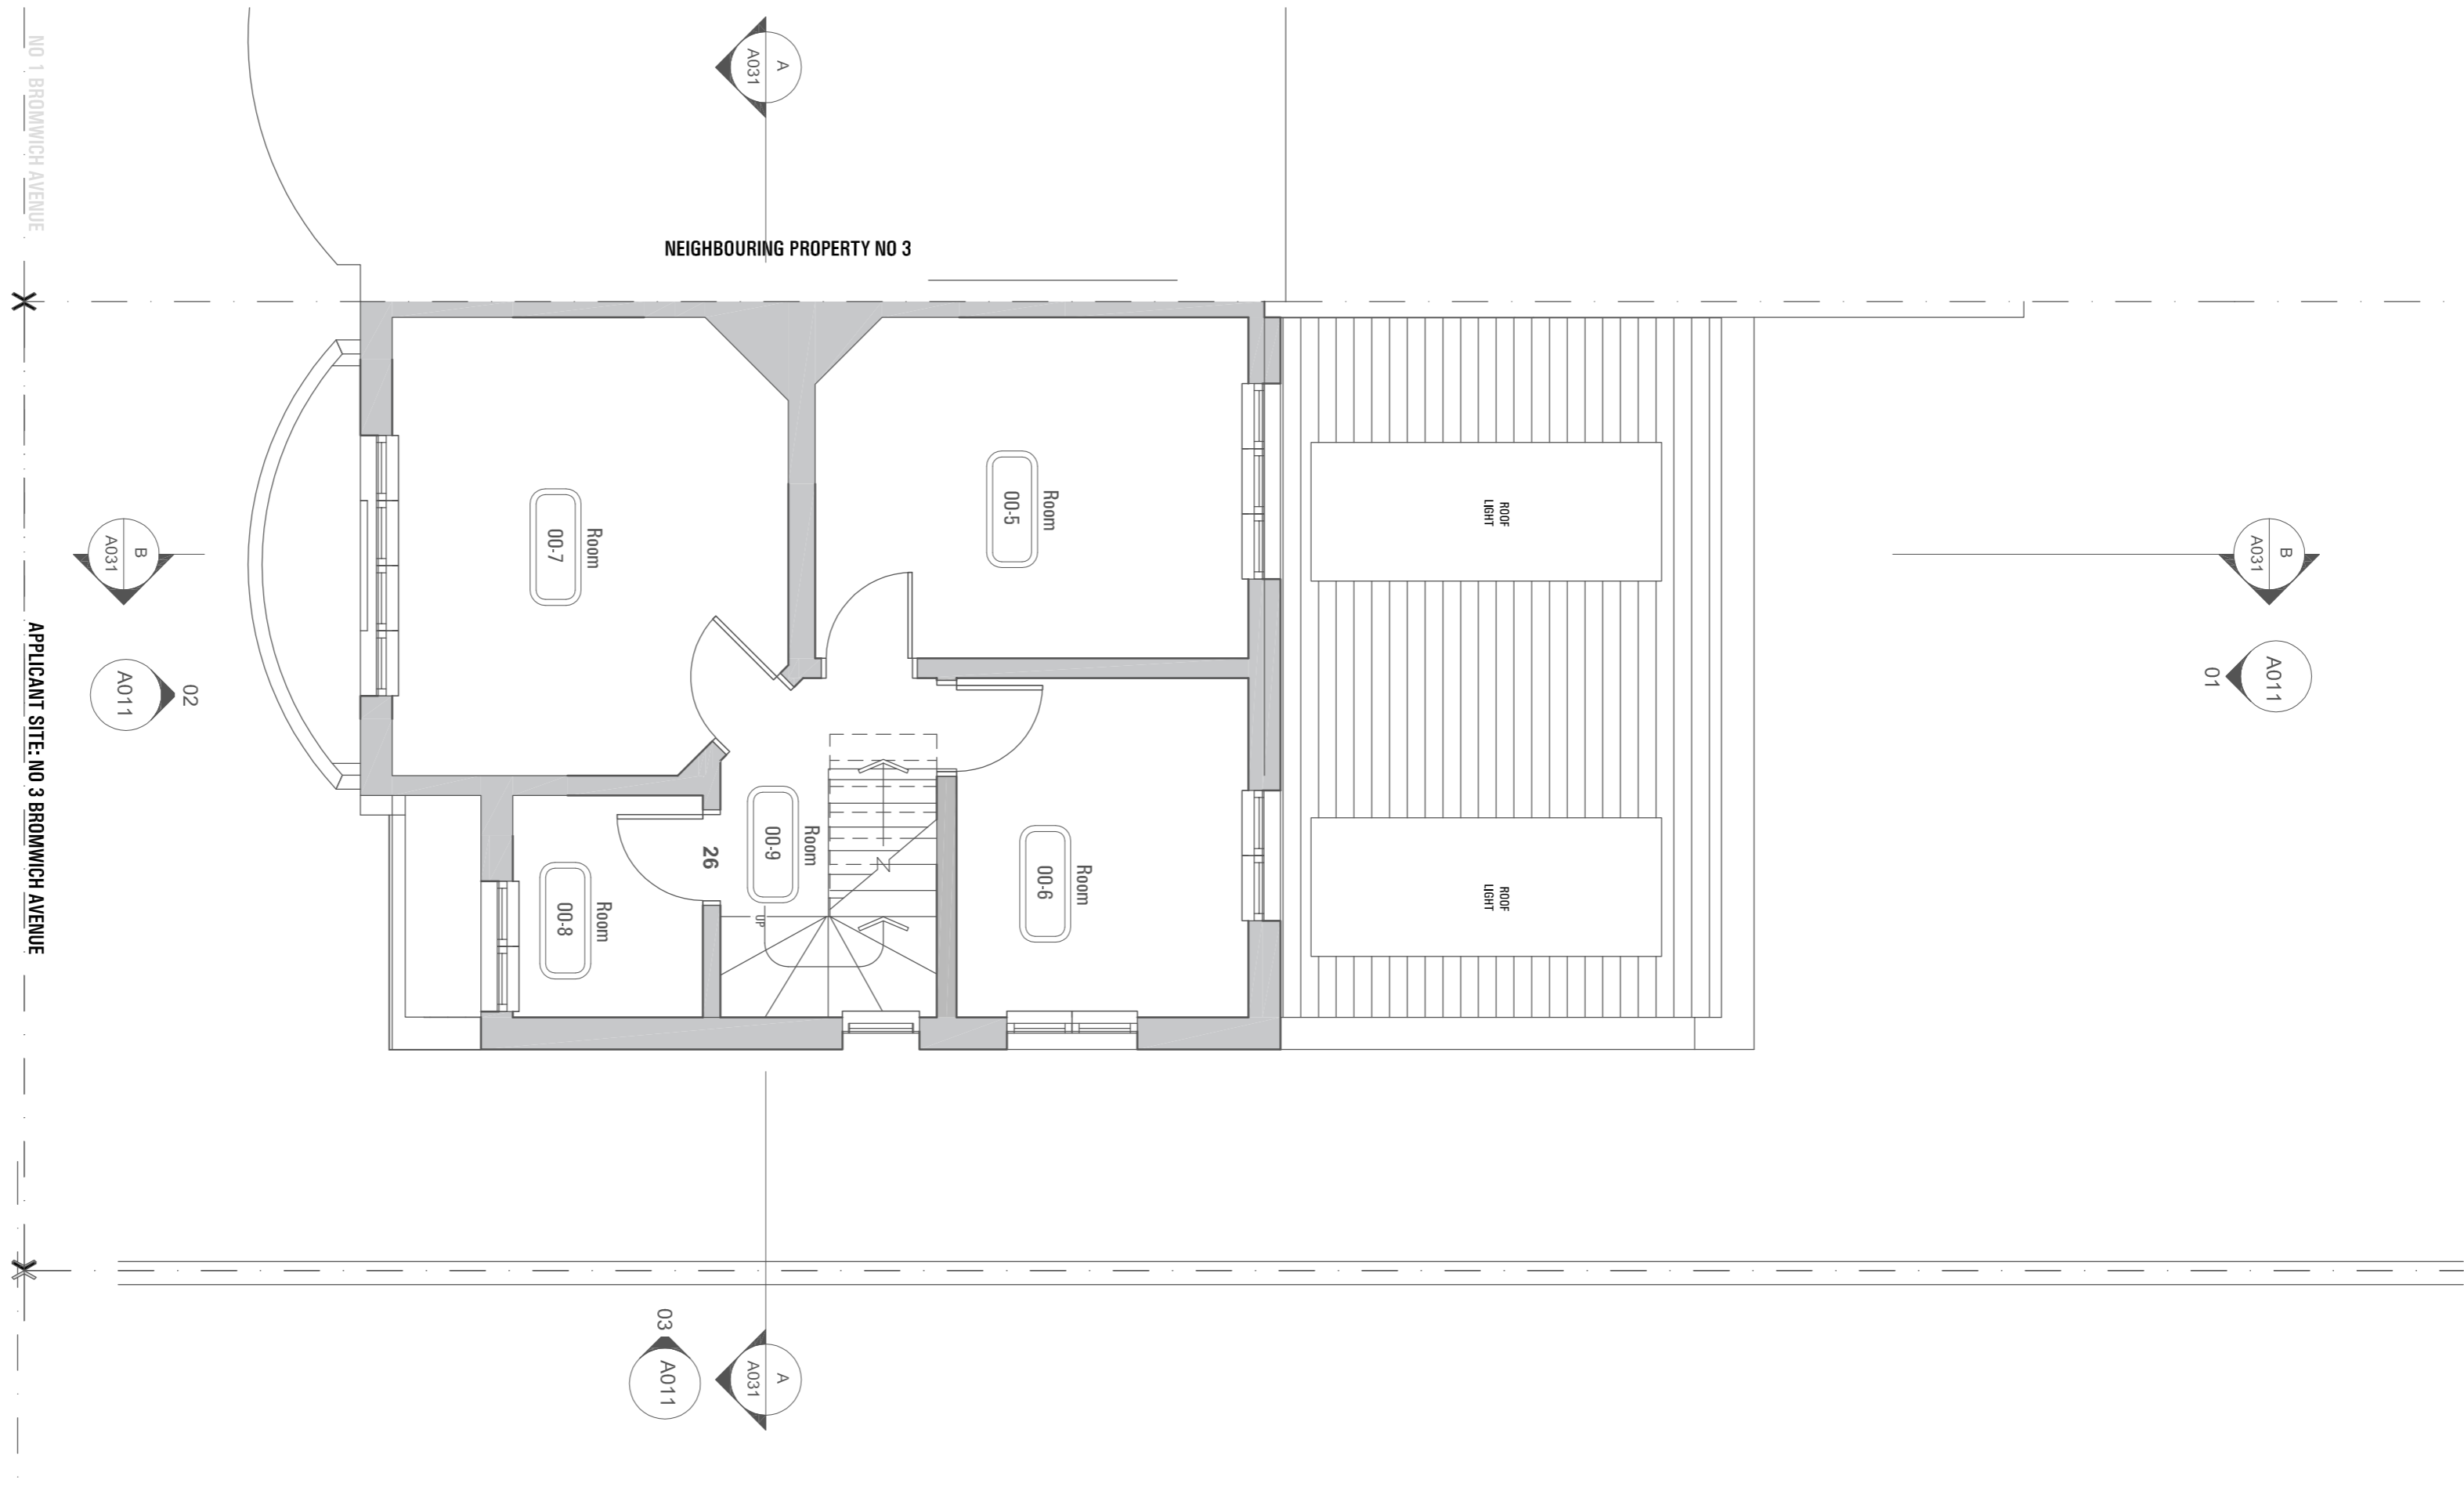 NO 1 BROMWICH AVENUE
A
A031
NEIGHBOURING PROPERTY NO 3
Room
00-7
Room
00-5
ROOF
LIGHT
B
A031
B
A031
A011
02
A011
01
APPLICANT SITE: NO 3 BROMWICH AVENUE
Room
00-9
26
UP
Room
00-8
Room
00-6
ROOF
LIGHT
03
A011
A
A031